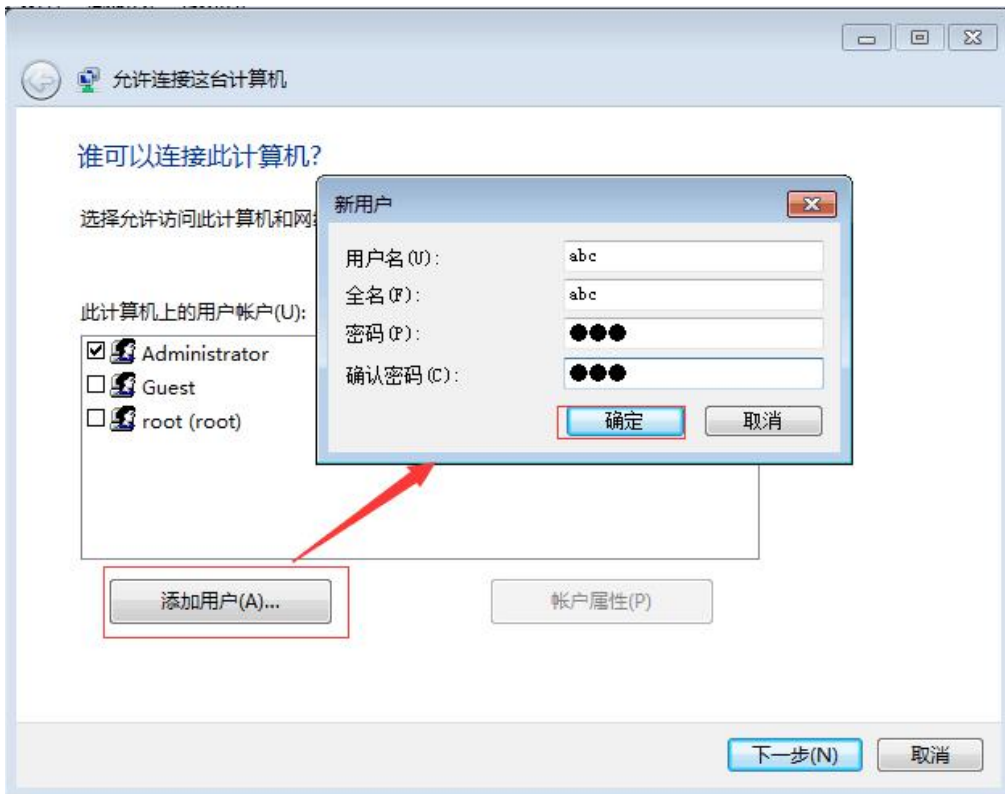 允许连接这台计算机
谁可以连接此计算机?
选择允许访问此计算机和网
此计算机上的用户帐户(U):
Administrator
Guest
root (root)
新用户
用户名(U):
abc
全名(F):
abc
密码(P):
●●●
确认密码(C):
●●●
确定
取消
添加用户(A)...
帐户属性(P)
下一步(N)
取消